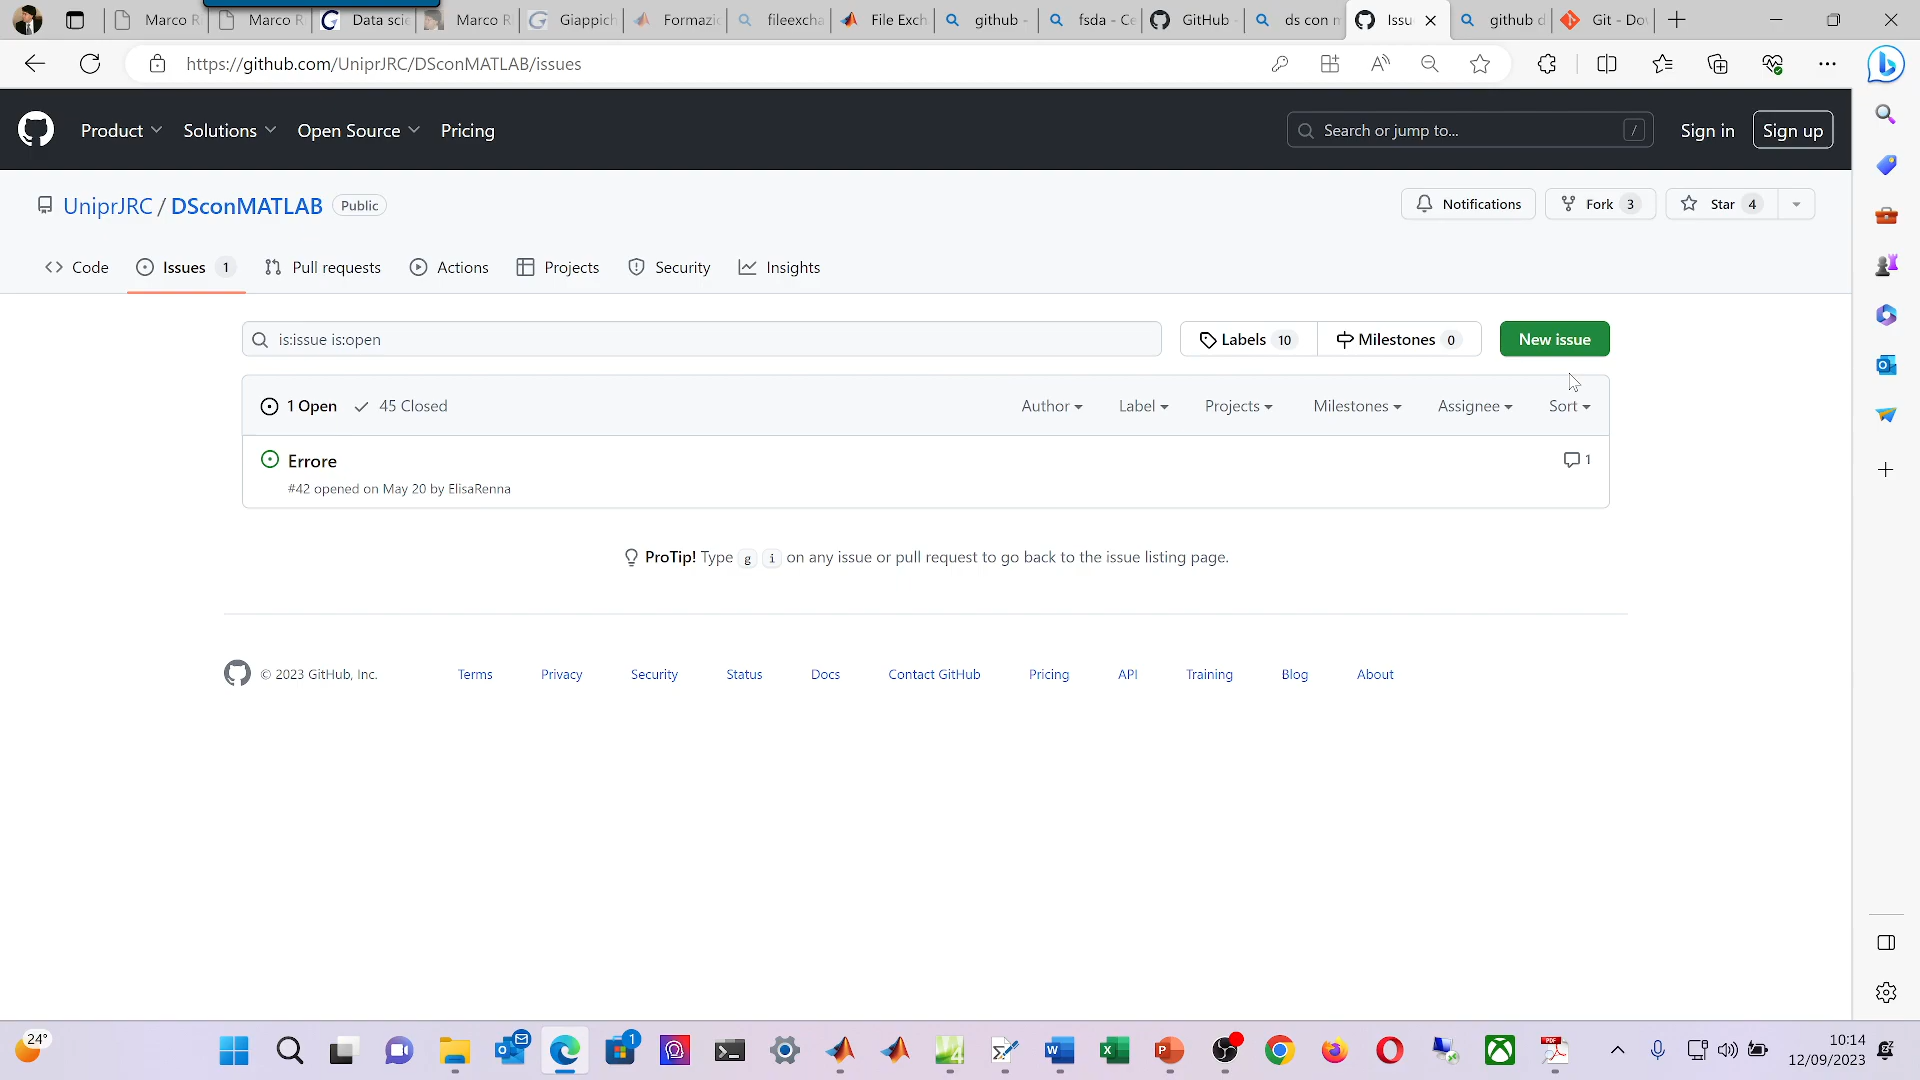 Marco R
Marco R
Data scie
Marco R
Giappich
Formazio
fileexcha
File Exch
github -
fsda - Ce
GitHub -
ds con m
Issu
github d
Git - Do
https://github.com/UniprJRC/DSconMATLAB/issues
Product
Solutions
Open Source
Pricing
Search or jump to...
/
Sign in
Sign up
UniprJRC / DSconMATLAB
Public
Notifications
Fork 3
Star 4
Code
Issues 1
Pull requests
Actions
Projects
Security
Insights
is:issue is:open
Labels 10
Milestones 0
New issue
1 Open
45 Closed
Author
Label
Projects
Milestones
Assignee
Sort
Errore
1
#42 opened on May 20 by ElisaRenna
ProTip! Type g i on any issue or pull request to go back to the issue listing page.
© 2023 GitHub, Inc.
Terms
Privacy
Security
Status
Docs
Contact GitHub
Pricing
API
Training
Blog
About
24°
1
10:14
12/09/2023